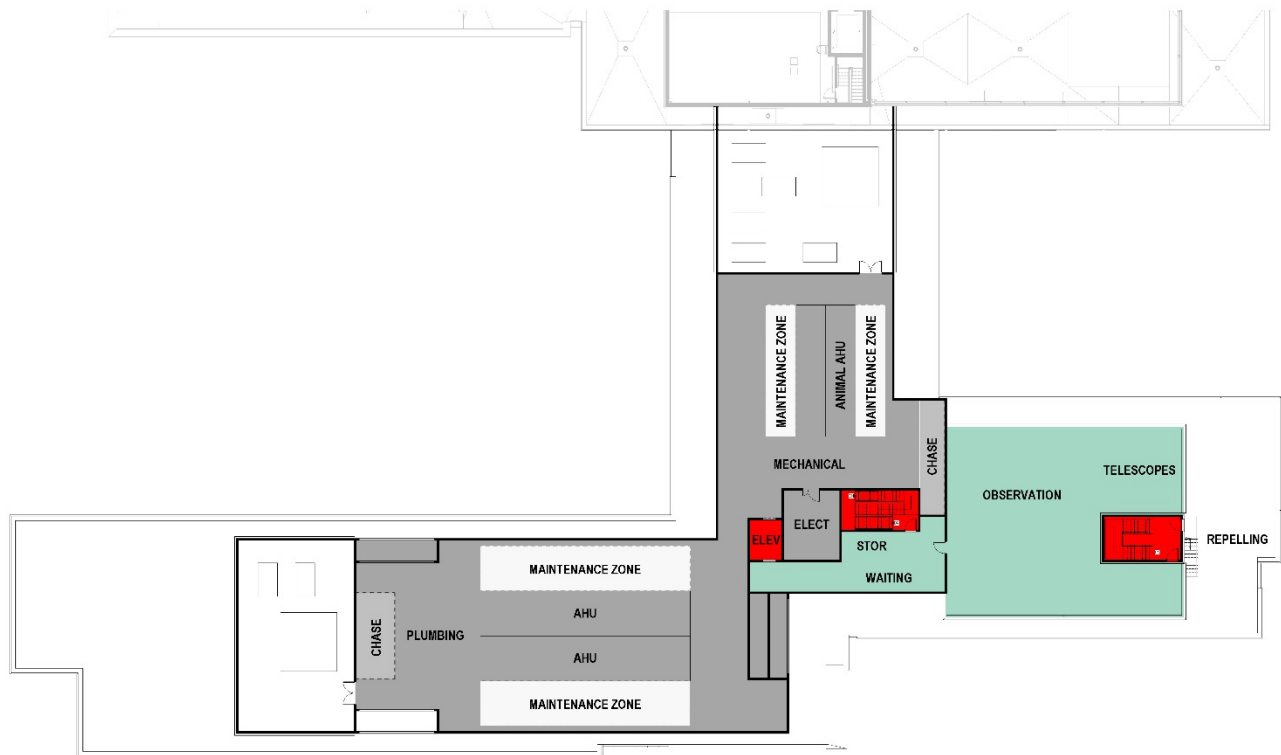 MAINTENANCE ZONE
ANIMAL AHU
MAINTENANCE ZONE
MECHANICAL
CHASE
TELESCOPES
OBSERVATION
ELECT
ELEV
STOR
REPELLING
WAITING
MAINTENANCE ZONE
AHU
CHASE
PLUMBING
AHU
MAINTENANCE ZONE